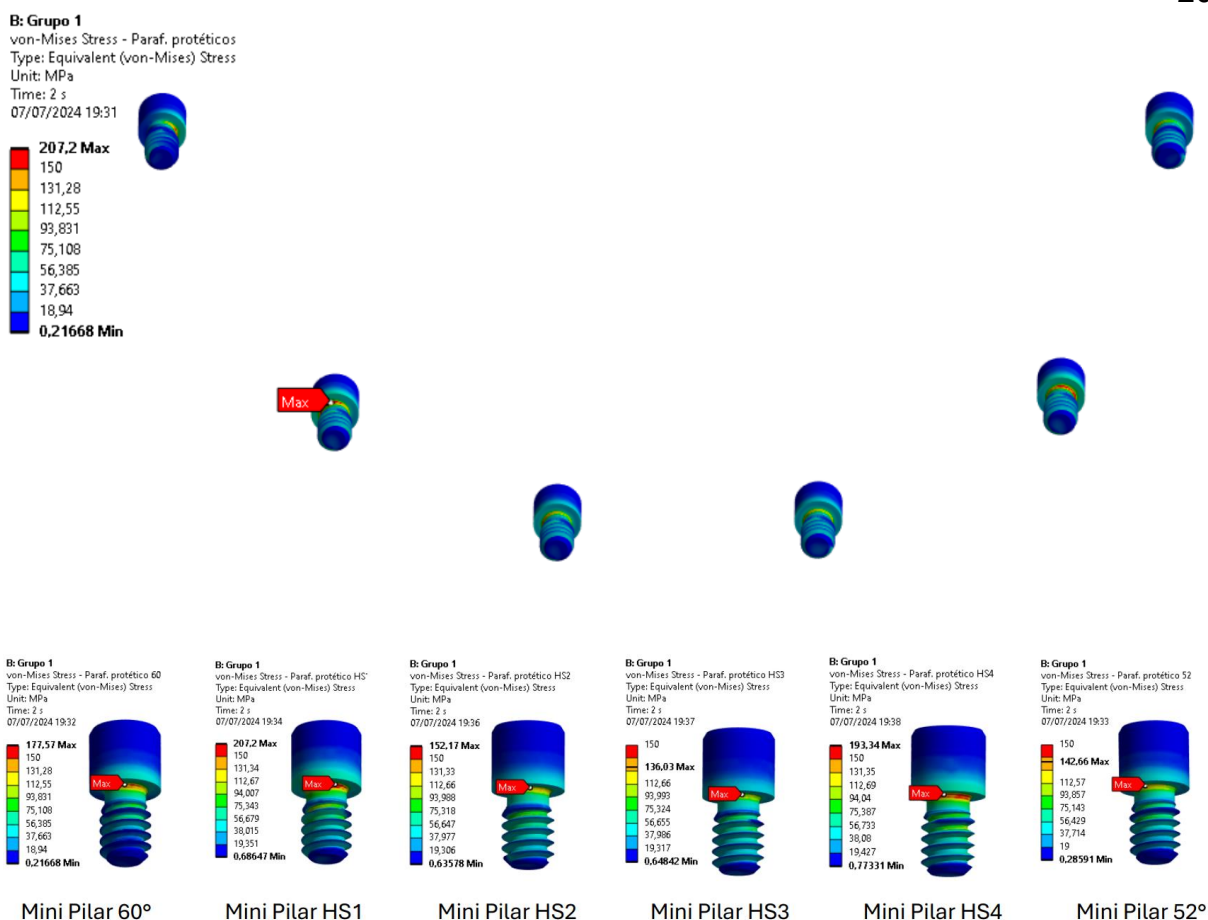 B: Grupo 1
von-Mises Stress - Paraf. protéticos
Type: Equivalent (von-Mises) Stress
Unit: MPa
Time: 2 s
07/07/2024 19:31
207,2 Max
150
131,28
112,55
93,831
75,108
56,385
37,663
18,94
0,21668 Min
Max
B: Grupo 1
von-Mises Stress - Paraf. protético 60
Type: Equivalent (von-Mises) Stress
Unit: MPa
Time: 2 s
07/07/2024 19:32
177,57 Max
150
131,28
112,55
93,831
75,108
56,385
37,663
18,94
0,21668 Min
Max
Mini Pilar 60°
B: Grupo 1
von-Mises Stress - Paraf. protético HS
Type: Equivalent (von-Mises) Stress
Unit: MPa
Time: 2 s
07/07/2024 19:34
207,2 Max
150
131,34
112,67
94,007
75,343
56,679
38,015
19,351
0,68647 Min
Max
Mini Pilar HS1
B: Grupo 1
von-Mises Stress - Paraf. protético HS2
Type: Equivalent (von-Mises) Stress
Unit: MPa
Time: 2 s
07/07/2024 19:36
152,17 Max
150
131,33
112,66
93,988
75,318
56,647
37,977
19,306
0,63578 Min
Max
Mini Pilar HS2
B: Grupo 1
von-Mises Stress - Paraf. protético HS3
Type: Equivalent (von-Mises) Stress
Unit: MPa
Time: 2 s
07/07/2024 19:37
150
136,03 Max
112,66
93,993
75,324
56,655
37,986
19,317
0,64842 Min
Max
Mini Pilar HS3
B: Grupo 1
von-Mises Stress - Paraf. protético HS4
Type: Equivalent (von-Mises) Stress
Unit: MPa
Time: 2 s
07/07/2024 19:38
193,34 Max
150
131,35
112,69
94,04
75,387
56,733
38,08
19,427
0,77331 Min
Max
Mini Pilar HS4
B: Grupo 1
von-Mises Stress - Paraf. protético 52
Type: Equivalent (von-Mises) Stress
Unit: MPa
Time: 2 s
07/07/2024 19:33
150
142,66 Max
112,57
93,857
75,143
56,429
37,714
19
0,28591 Min
Max
Mini Pilar 52°